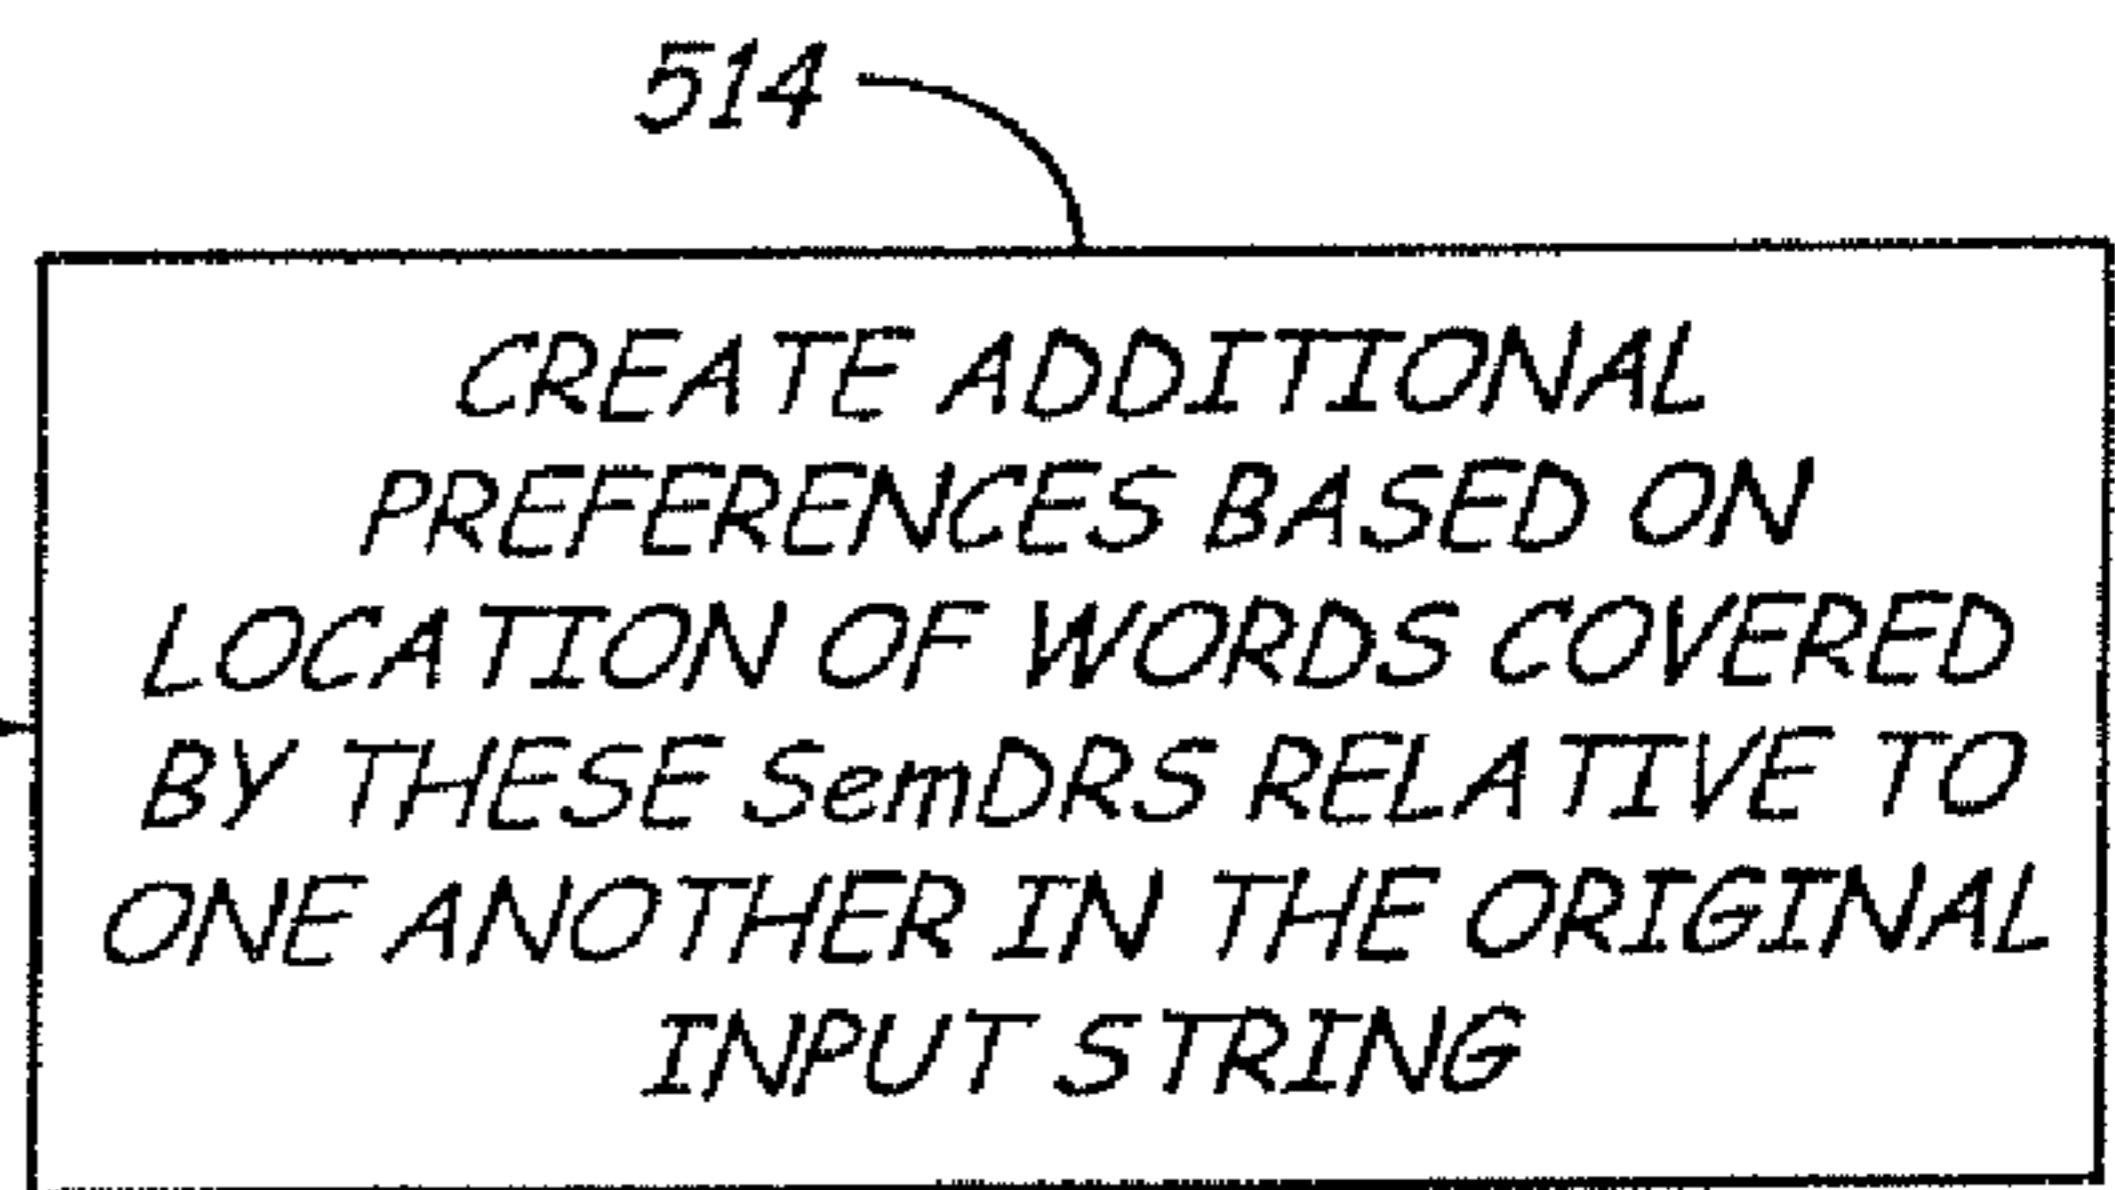 514
CREATE ADDITIONAL
PREFERENCES BASED ON
LOCATION OF WORDS COVERED
BY THESE SemDRS RELATIVE TO
ONE ANOTHER IN THE ORIGINAL
INPUT STRING